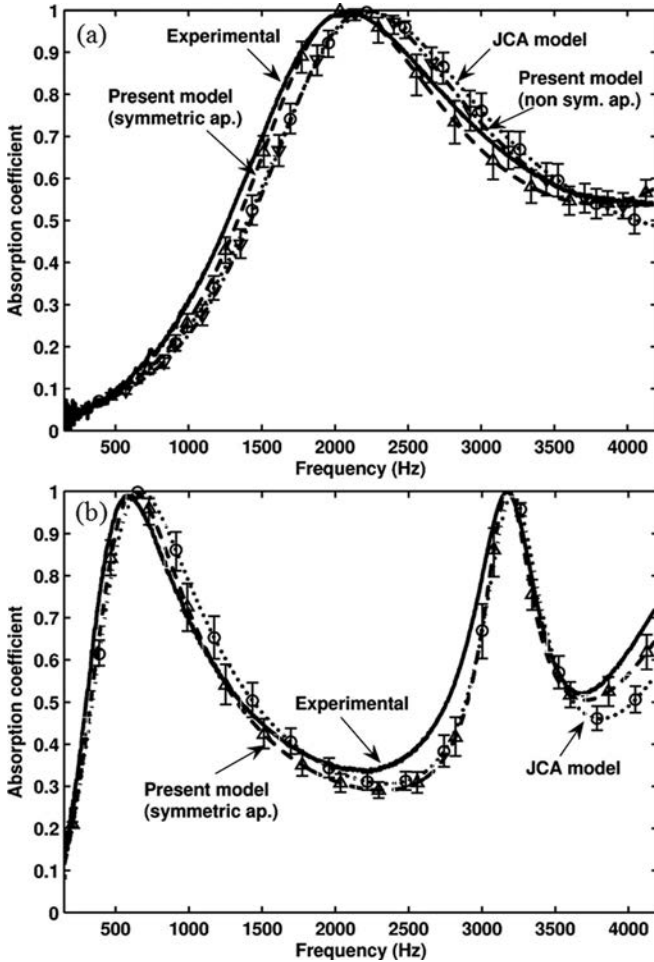 (a)
Experimental
JCA model
Present model
(symmetric ap.)
Present model
(non sym. ap.)
Absorption coefficient
1
0.9
0.8
0.7
0.6
0.5
0.4
0.3
0.2
0.1
0
500 1000 1500 2000 2500 3000 3500 4000
Frequency (Hz)
(b)
Experimental
Present model
(symmetric ap.)
JCA model
Absorption coefficient
1
0.9
0.8
0.7
0.6
0.5
0.4
0.3
0.2
0.1
0
500 1000 1500 2000 2500 3000 3500 4000
Frequency (Hz)